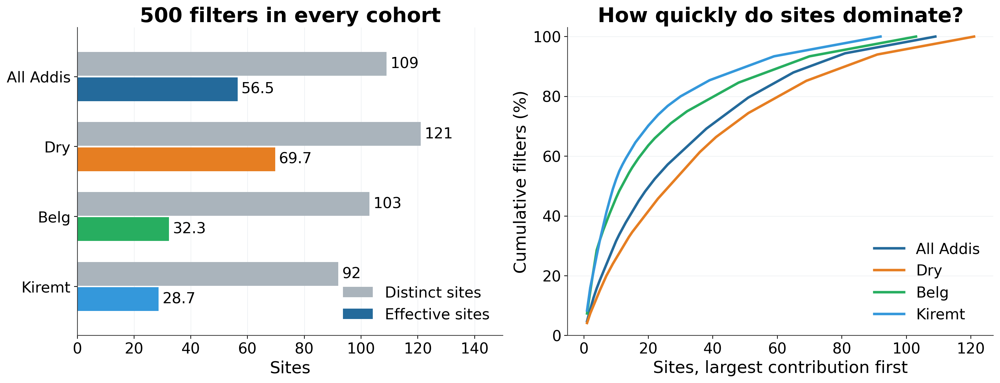 500 filters in every cohort
All Addis
109
56.5
Dry
121
69.7
Belg
103
32.3
Kiremt
92
28.7
Distinct sites
Effective sites
0 20 40 60 80 100 120 140
Sites
How quickly do sites dominate?
Cumulative filters (%)
100
80
60
40
20
0
All Addis
Dry
Belg
Kiremt
0 20 40 60 80 100 120
Sites, largest contribution first